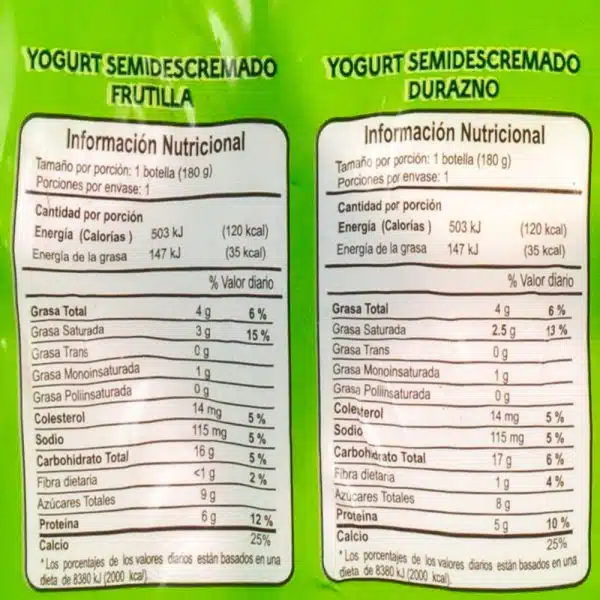 YOGURT SEMIDESCREMADO
FRUTILLA
Información Nutricional
Tamaño por porción: 1 botella (180 g)
Porciones por envase: 1
Cantidad por porción
Energía (Calorías) 503 kJ (120 kcal)
Energía de la grasa 147 kJ (35 kcal)
% Valor diario
Grasa Total 4 g 6 %
Grasa Saturada 3 g 15 %
Grasa Trans 0 g
Grasa Monoinsaturada 1 g
Grasa Poliinsaturada 0 g
Colesterol 14 mg 5 %
Sodio 115 mg 5 %
Carbohidrato Total 16 g 5 %
Fibra dietaria <1 g 2 %
Azúcares Totales 9 g
Proteína 6 g 12 %
Calcio 25%
*Los porcentajes de los valores diarios están basados en una
dieta de 8380 kJ (2000 kcal).
YOGURT SEMIDESCREMADO
DURAZNO
Información Nutricional
Tamaño por porción: 1 botella (180 g)
Porciones por envase: 1
Cantidad por porción
Energía (Calorías) 503 kJ (120 kcal)
Energía de la grasa 147 kJ (35 kcal)
% Valor diario
Grasa Total 4 g 6 %
Grasa Saturada 2.5 g 13 %
Grasa Trans 0 g
Grasa Monoinsaturada 1 g
Grasa Poliinsaturada 0 g
Colesterol 14 mg 5 %
Sodio 115 mg 5 %
Carbohidrato Total 17 g 6 %
Fibra dietaria 1 g 4 %
Azúcares Totales 8 g
Proteína 5 g 10 %
Calcio 25%
*Los porcentajes de los valores diarios están basados en una
dieta de 8380 kJ (2000 kcal).